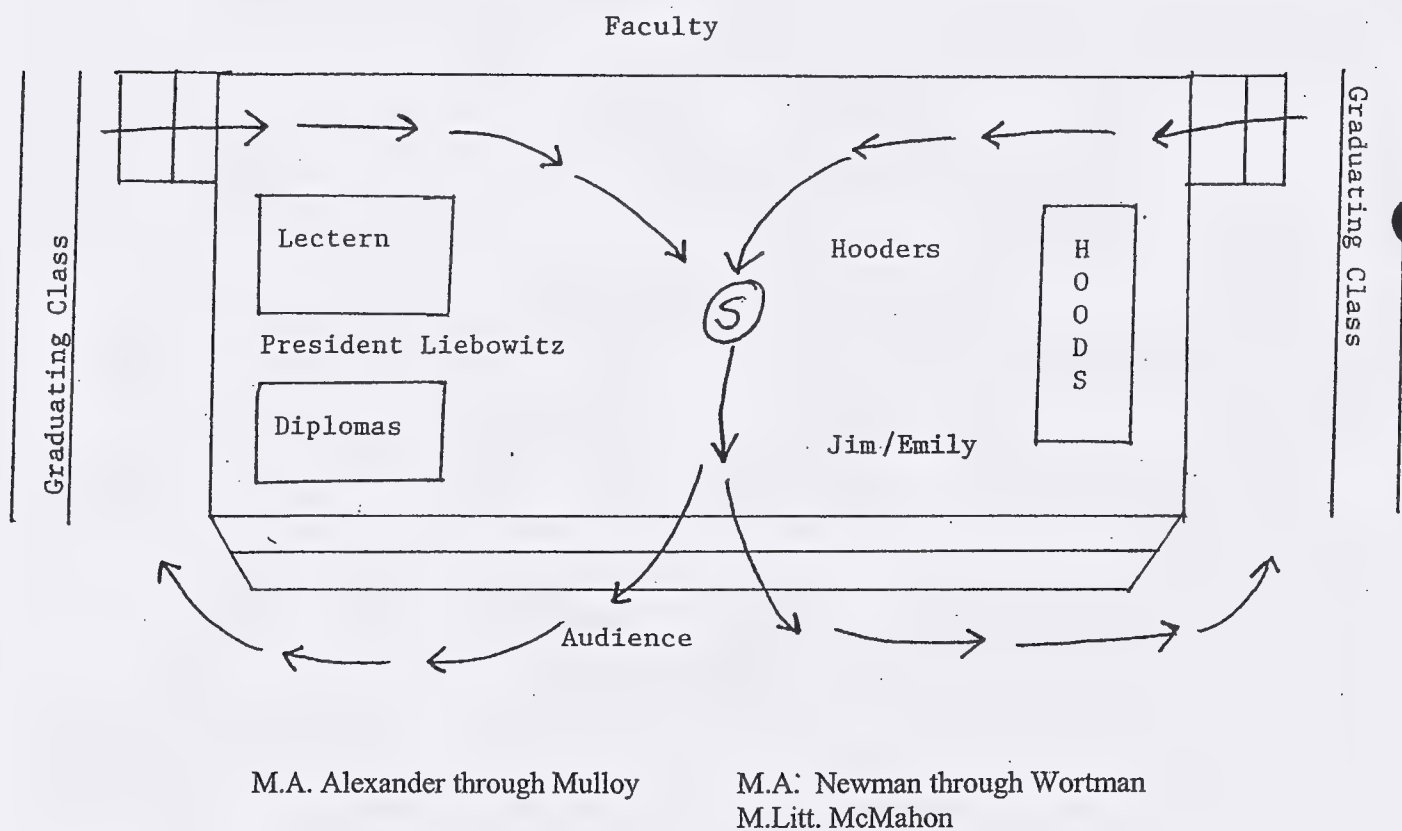 Faculty
Graduating Class
Graduating Class
Lectern
Hooders
HOODS
S
President Liebowitz
Diplomas
Jim/Emily
Audience
M.A. Alexander through Mulloy
M.A. Newman through Wortman
M.Litt. McMahon